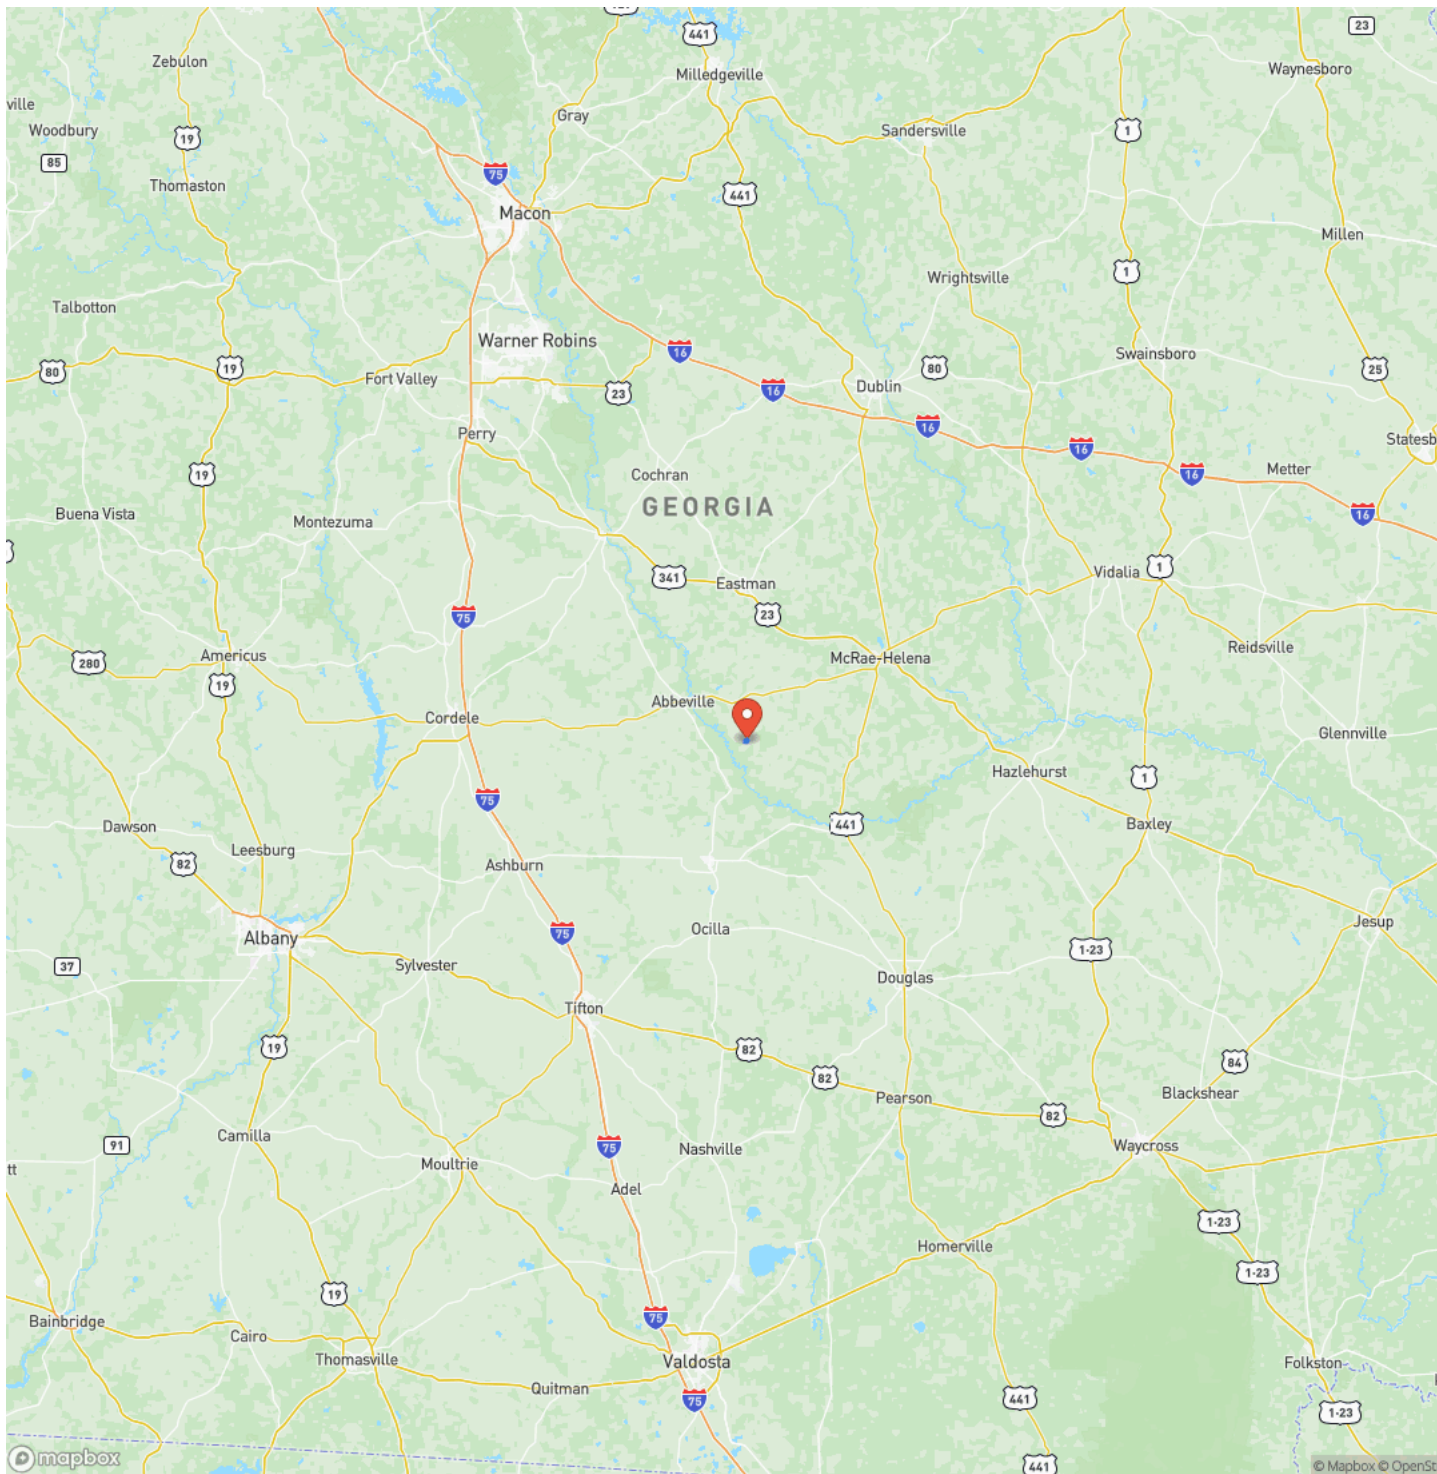 441
23
Zebulon
Milledgeville
Waynesboro
ville
Gray
Woodbury
19
Sandersville
1
85
75
Thomaston
441
Macon
Millen
1
Wrightsville
Talbotton
Warner Robins
16
Swainsboro
80
19
Fort Valley
23
16
Dublin
80
25
16
Perry
Statesb
16
19
Cochran
16
Metter
GEORGIA
Buena Vista
Montezuma
16
341
Eastman
Vidalia
1
75
23
Americus
McRae-Helena
Reidsville
280
19
Abbeville
Cordele
Glennville
Hazlehurst
1
75
Dawson
441
Baxley
Leesburg
82
Ashburn
Albany
75
Ocilla
Jesup
37
Sylvester
Douglas
1-23
Tifton
19
82
84
82
Pearson
Blackshear
82
91
Camilla
75
Nashville
Waycross
tt
Moultrie
Adel
1-23
Homerville
1-23
19
Bainbridge
75
Cairo
Thomasville
Valdosta
Folkston
Quitman
75
441
1-23
mapbox
441
© Mapbox © OpenSt